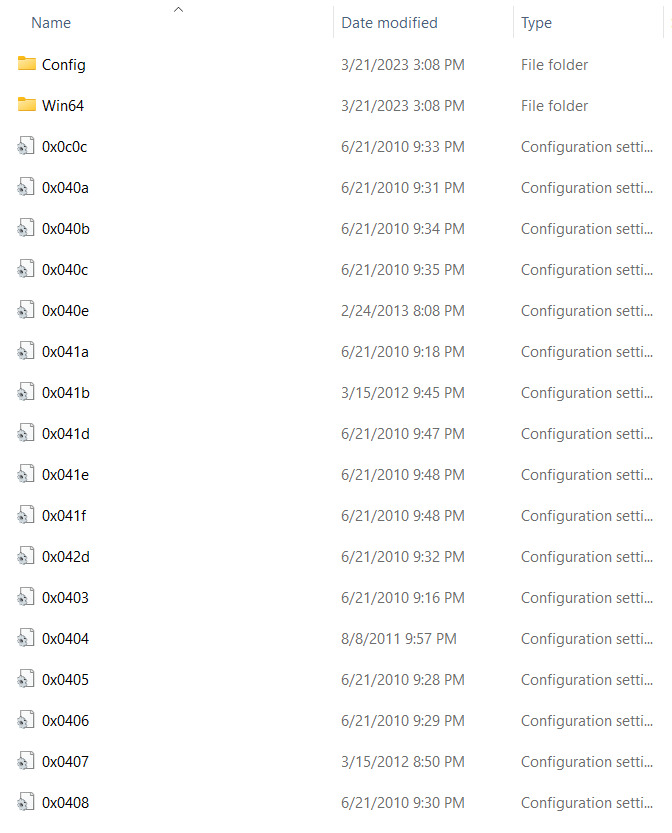 Name Date modified Type
Config 3/21/2023 3:08 PM File folder
Win64 3/21/2023 3:08 PM File folder
0x0c0c 6/21/2010 9:33 PM Configuration setti...
0x040a 6/21/2010 9:31 PM Configuration setti...
0x040b 6/21/2010 9:34 PM Configuration setti...
0x040c 6/21/2010 9:35 PM Configuration setti...
0x040e 2/24/2013 8:08 PM Configuration setti...
0x041a 6/21/2010 9:18 PM Configuration setti...
0x041b 3/15/2012 9:45 PM Configuration setti...
0x041d 6/21/2010 9:47 PM Configuration setti...
0x041e 6/21/2010 9:48 PM Configuration setti...
0x041f 6/21/2010 9:48 PM Configuration setti...
0x042d 6/21/2010 9:32 PM Configuration setti...
0x0403 6/21/2010 9:16 PM Configuration setti...
0x0404 8/8/2011 9:57 PM Configuration setti...
0x0405 6/21/2010 9:28 PM Configuration setti...
0x0406 6/21/2010 9:29 PM Configuration setti...
0x0407 3/15/2012 8:50 PM Configuration setti...
0x0408 6/21/2010 9:30 PM Configuration setti...